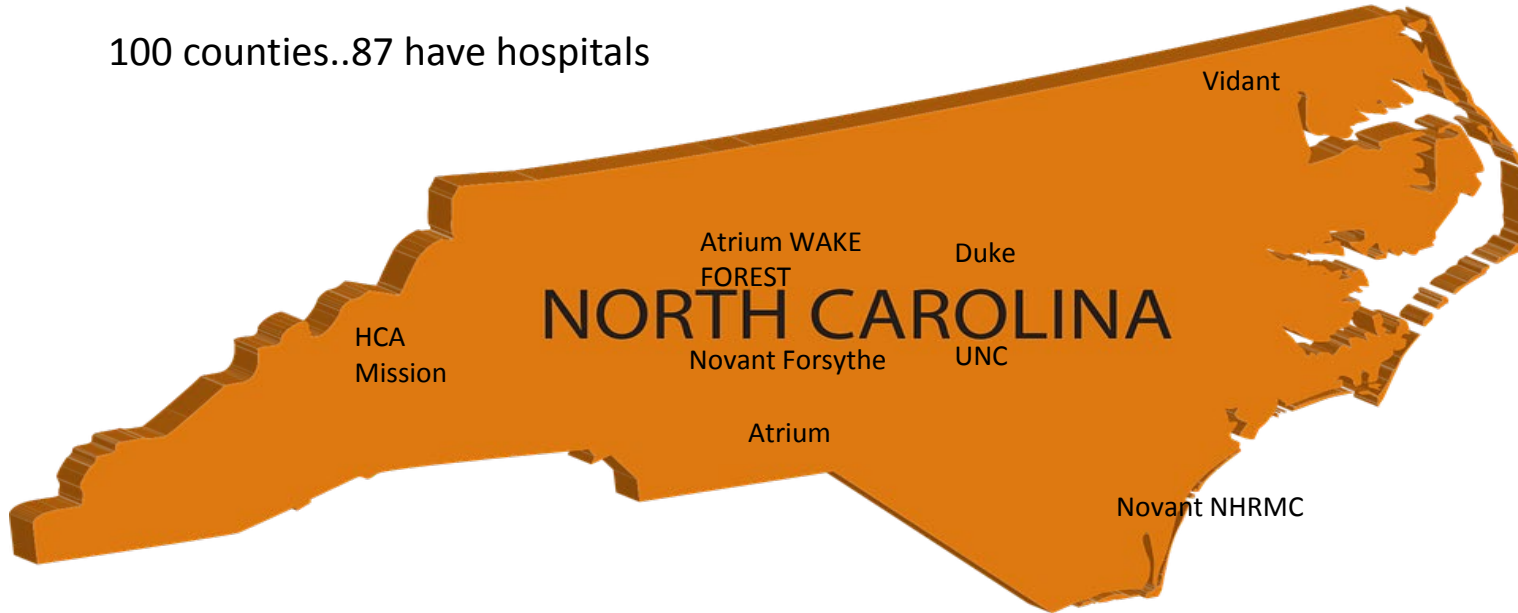 100 counties..87 have hospitals
Vidant
Atrium WAKE
FOREST
Duke
NORTH CAROLINA
HCA
Mission
Novant Forsythe
UNC
Atrium
Novant NHRMC